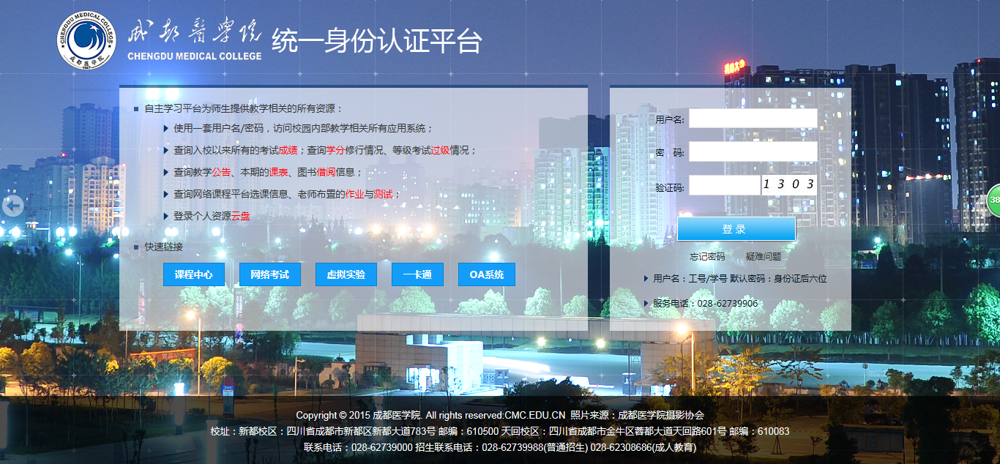 成都醫學院
CHENGDU MEDICAL COLLEGE
统一身份认证平台
CHENGDU MEDICAL COLLEGE
成都医学院
1947
自主学习平台为师生提供教学相关的所有资源：
使用一套用户名/密码，访问校园内部教学相关所有应用系统；
查询入校以来所有的考试成绩；查询学分修行情况、等级考试过级情况；
查询教学公告、本期的课表、图书借阅信息；
查询网络课程平台选课信息、老师布置的作业与测试；
登录个人资源云盘
快速链接
课程中心 网络考试 虚拟实验 一卡通 OA系统
用户名:
密 码:
验证码: 1 3 0 3
登 录
忘记密码 疑难问题
用户名：工号/学号 默认密码：身份证后六位
服务电话：028-62739906
38
Copyright © 2015 成都医学院. All rights reserved:CMC.EDU.CN 照片来源：成都医学院摄影协会
校址：新都校区：四川省成都市新都区新都大道783号 邮编：610500 天回校区：四川省成都市金牛区蓉都大道天回路601号 邮编：610083
联系电话：028-62739000 招生联系电话：028-62739988(普通招生) 028-62308686(成人教育)